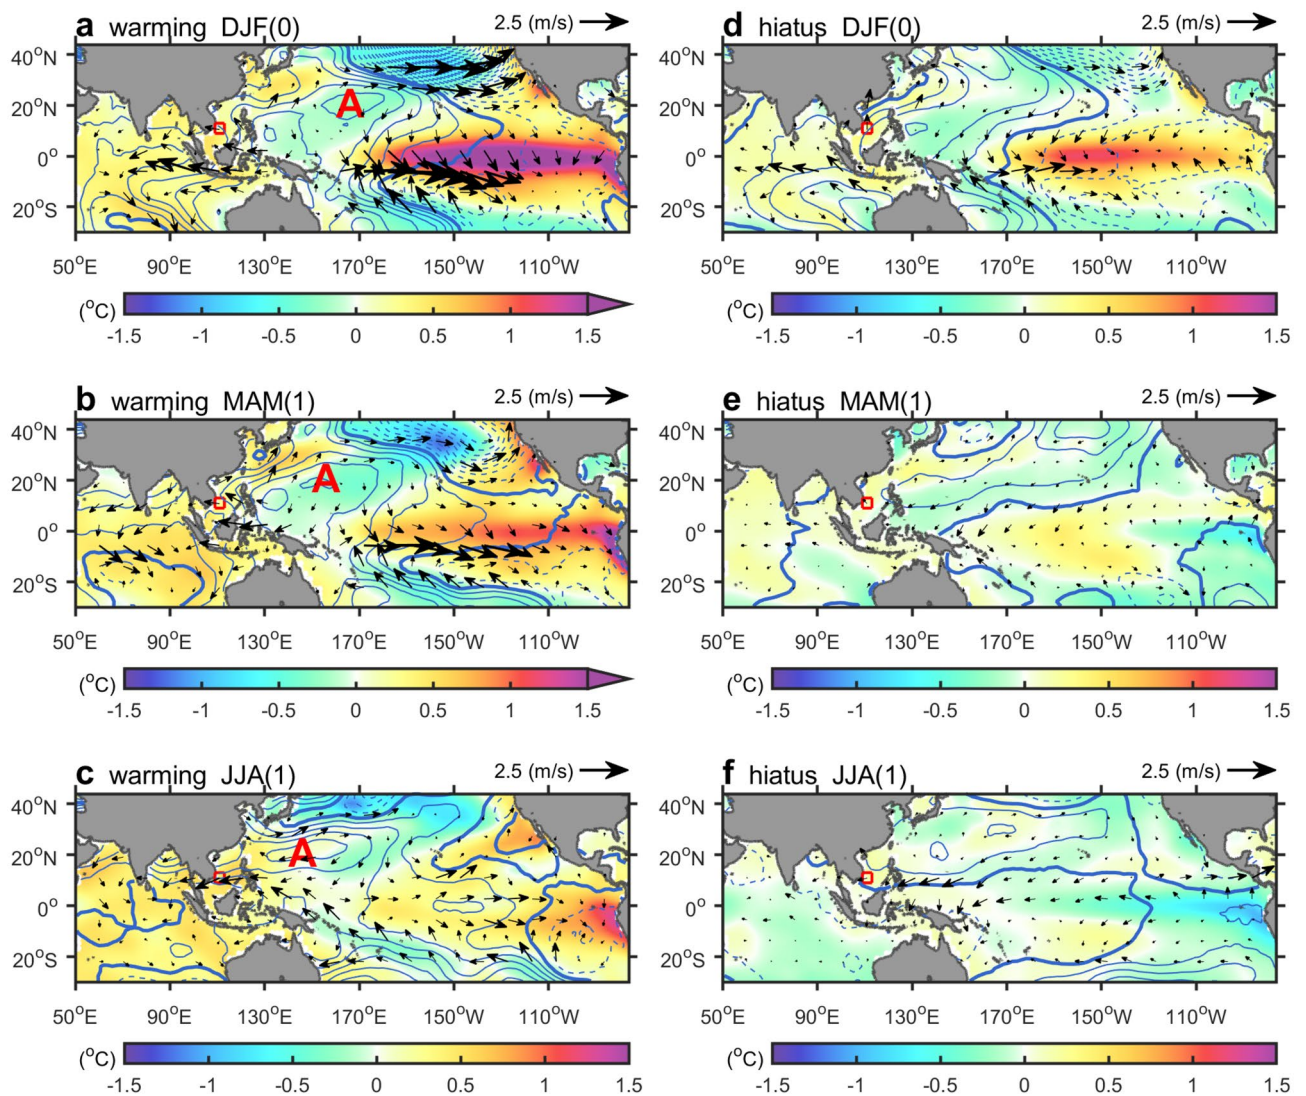 a warming DJF(0) 2.5 (m/s)
d hiatus DJF(0) 2.5 (m/s)
40°N
20°N
0°
20°S
A
50°E 90°E 130°E 170°E 150°W 110°W
(°C)
-1.5 -1 -0.5 0 0.5 1 1.5
40°N
20°N
0°
20°S
50°E 90°E 130°E 170°E 150°W 110°W
(°C)
-1.5 -1 -0.5 0 0.5 1 1.5
b warming MAM(1) 2.5 (m/s)
e hiatus MAM(1) 2.5 (m/s)
40°N
20°N
0°
20°S
A
50°E 90°E 130°E 170°E 150°W 110°W
(°C)
-1.5 -1 -0.5 0 0.5 1 1.5
40°N
20°N
0°
20°S
50°E 90°E 130°E 170°E 150°W 110°W
(°C)
-1.5 -1 -0.5 0 0.5 1 1.5
c warming JJA(1) 2.5 (m/s)
f hiatus JJA(1) 2.5 (m/s)
40°N
20°N
0°
20°S
A
50°E 90°E 130°E 170°E 150°W 110°W
(°C)
-1.5 -1 -0.5 0 0.5 1 1.5
40°N
20°N
0°
20°S
50°E 90°E 130°E 170°E 150°W 110°W
(°C)
-1.5 -1 -0.5 0 0.5 1 1.5